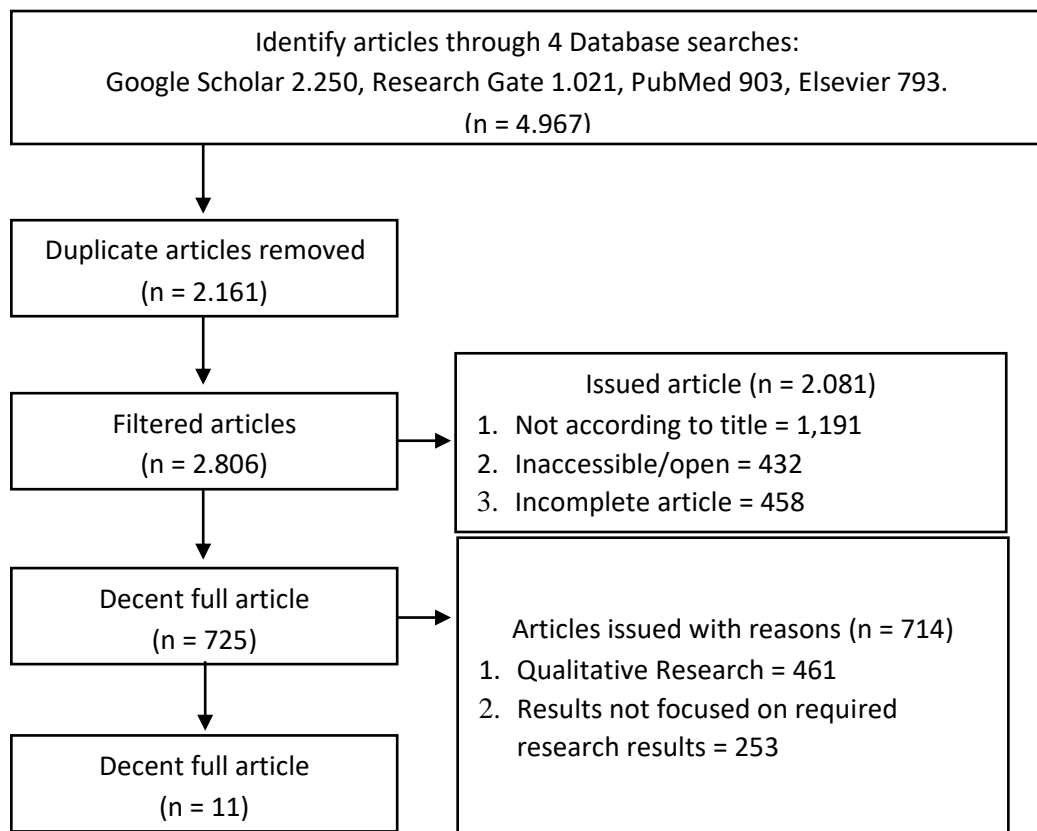 Identify articles through 4 Database searches:
Google Scholar 2.250, Research Gate 1.021, PubMed 903, Elsevier 793.
(n = 4.967)
Duplicate articles removed
(n = 2.161)
Filtered articles
(n = 2.806)
Issued article (n = 2.081)
1. Not according to title = 1,191
2. Inaccessible/open = 432
3. Incomplete article = 458
Decent full article
(n = 725)
Articles issued with reasons (n = 714)
1. Qualitative Research = 461
2. Results not focused on required
research results = 253
Decent full article
(n = 11)